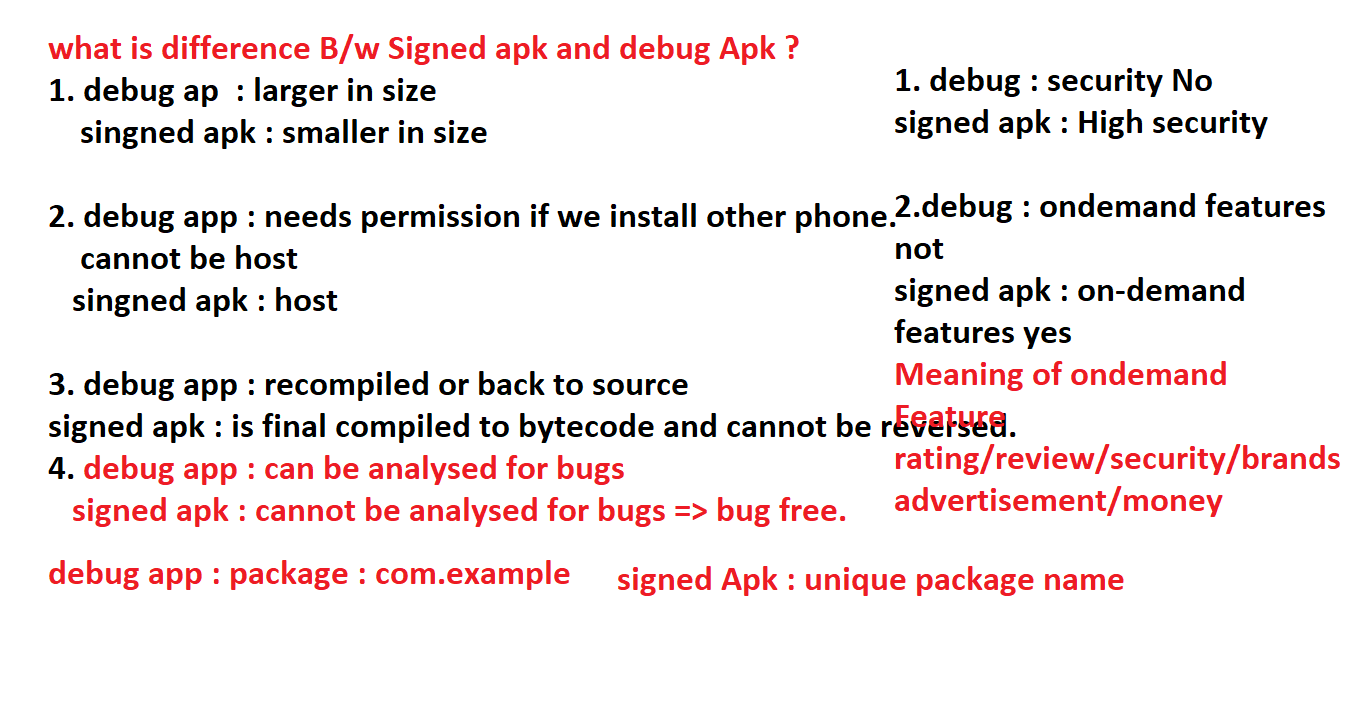 what is difference B/w Signed apk and debug Apk ?
1. debug ap : larger in size
singned apk : smaller in size
2. debug app : needs permission if we install other phone.
cannot be host
singned apk : host
3. debug app : recompiled or back to source
signed apk : is final compiled to bytecode and cannot be reversed.
4. debug app : can be analysed for bugs
signed apk : cannot be analysed for bugs => bug free.
debug app : package : com.example
1. debug : security No
signed apk : High security
2.debug : ondemand features
not
signed apk : on-demand
features yes
Meaning of ondemand
Feature
rating/review/security/brands
advertisement/money
signed Apk : unique package name